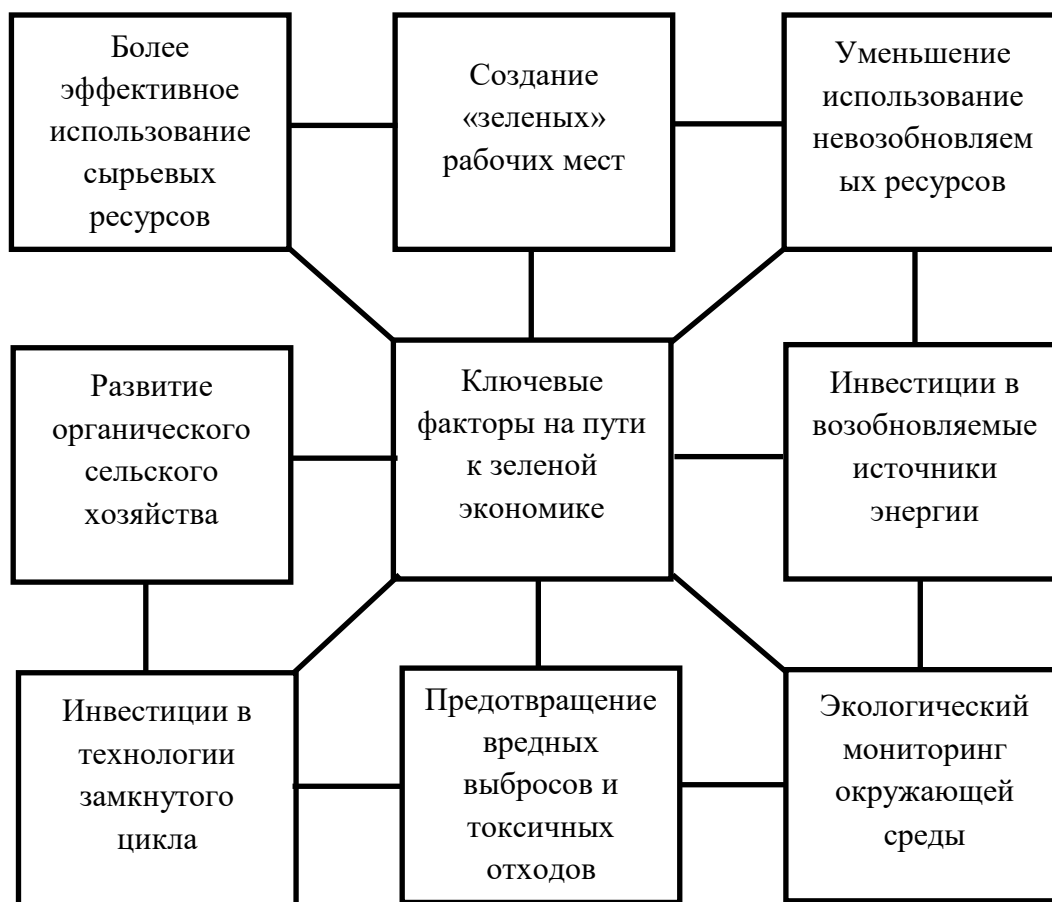 Более
эффективное
использование
сырьевых
ресурсов
Создание
«зеленых»
рабочих мест
Уменьшение
использование
невозобновляем
ых ресурсов
Развитие
органического
сельского
хозяйства
Ключевые
факторы на пути
к зеленой
экономике
Инвестиции в
возобновляемые
источники
энергии
Инвестиции в
технологии
замкнутого
цикла
Предотвращение
вредных
выбросов и
токсичных
отходов
Экологический
мониторинг
окружающей
среды